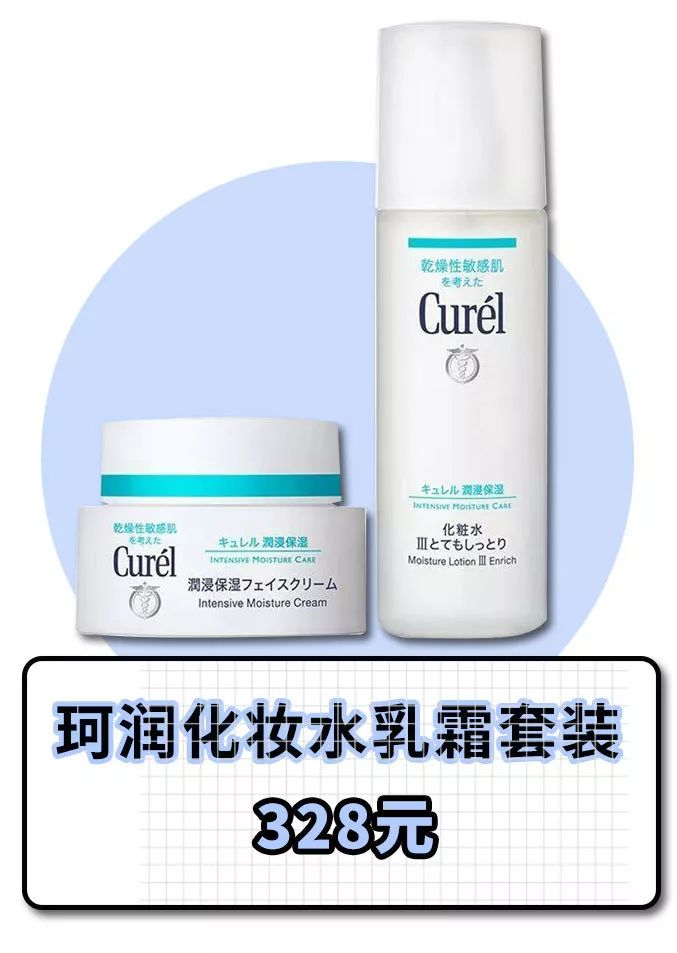 乾燥性敏感肌
を考えた
Curél
キュレル 潤浸保湿
INTENSIVE MOISTURE CARE
化粧水
Ⅲとてもしっとり
Moisture Lotion Ⅲ Enrich
乾燥性敏感肌
を考えた
Curél
キュレル 潤浸保湿
INTENSIVE MOISTURE CARE
潤浸保湿フェイスクリーム
Intensive Moisture Cream
珂润化妆水乳霜套装
328元